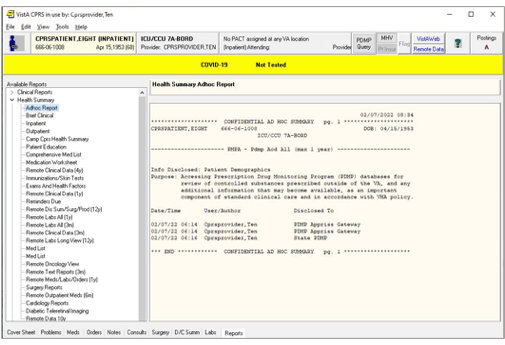 VistA CPRS in use by: Cprsprovider,Ten
File Edit View Tools Help
CPRSPATIENT,EIGHT (INPATIENT) ICU/CCU 7A-BORD No PACT assigned at any VA location PDMP Query MHV Flag VistAWeb Postings
666-06-1008 Apr 15,1953 (68) Provider: CPRSPROVIDER,TEN (Inpatient) Attending: Provider: Remote Data A
COVID-19 Not Tested
Available Reports Health Summary Adhoc Report
Clinical Reports
Health Summary
Adhoc Report
Brief Clinical
Inpatient
Outpatient
Camp Cprs Health Summary
Patient Education
Comprehensive Med List
Medication Worksheet
Remote Clinical Data (4y)
Immunizations/Skin Tests
Exams And Health Factors
Remote Clinical Data (1y)
Reminders Due
Remote Dis Sum/Surg/Prod (12y)
Remote Labs All (1y)
Remote Labs All (3m)
Remote Clinical Data (3m)
Remote Labs Long View (12y)
Med List
Med List
Remote Oncology View
Remote Text Reports (3m)
Remote Meds/Labs/Orders (1y)
Surgery Reports
Remote Outpatient Meds (6m)
Cardiology Reports
Diabetic Teleretinal Imaging
Remote Data 10y
02/07/2022 08:34
******************** CONFIDENTIAL AD HOC SUMMARY pg. 1 ********************
CPRSPATIENT,EIGHT 666-06-1008 DOB: 04/15/1953
ICU/CCU 7A-BORD
-------------------- PMPA - Pdmp Acd All (max 1 year) --------------------
Info Disclosed: Patient Demographics
Purpose: Accessing Prescription Drug Monitoring Program (PDMP) databases for
review of controlled substances prescribed outside of the VA, and any
additional information that may become available, as an important
component of standard clinical care and in accordance with VHA policy.
Date/Time User/Author Disclosed To
02/07/22 06:14 Cprsprovider,Ten PDMP Appriss Gateway
02/07/22 06:14 Cprsprovider,Ten PDMP Appriss Gateway
02/07/22 06:16 Cprsprovider,Ten State PDMP
*** END *********** CONFIDENTIAL AD HOC SUMMARY pg. 1 ********************
Cover Sheet Problems Meds Orders Notes Consults Surgery D/C Summ Labs Reports